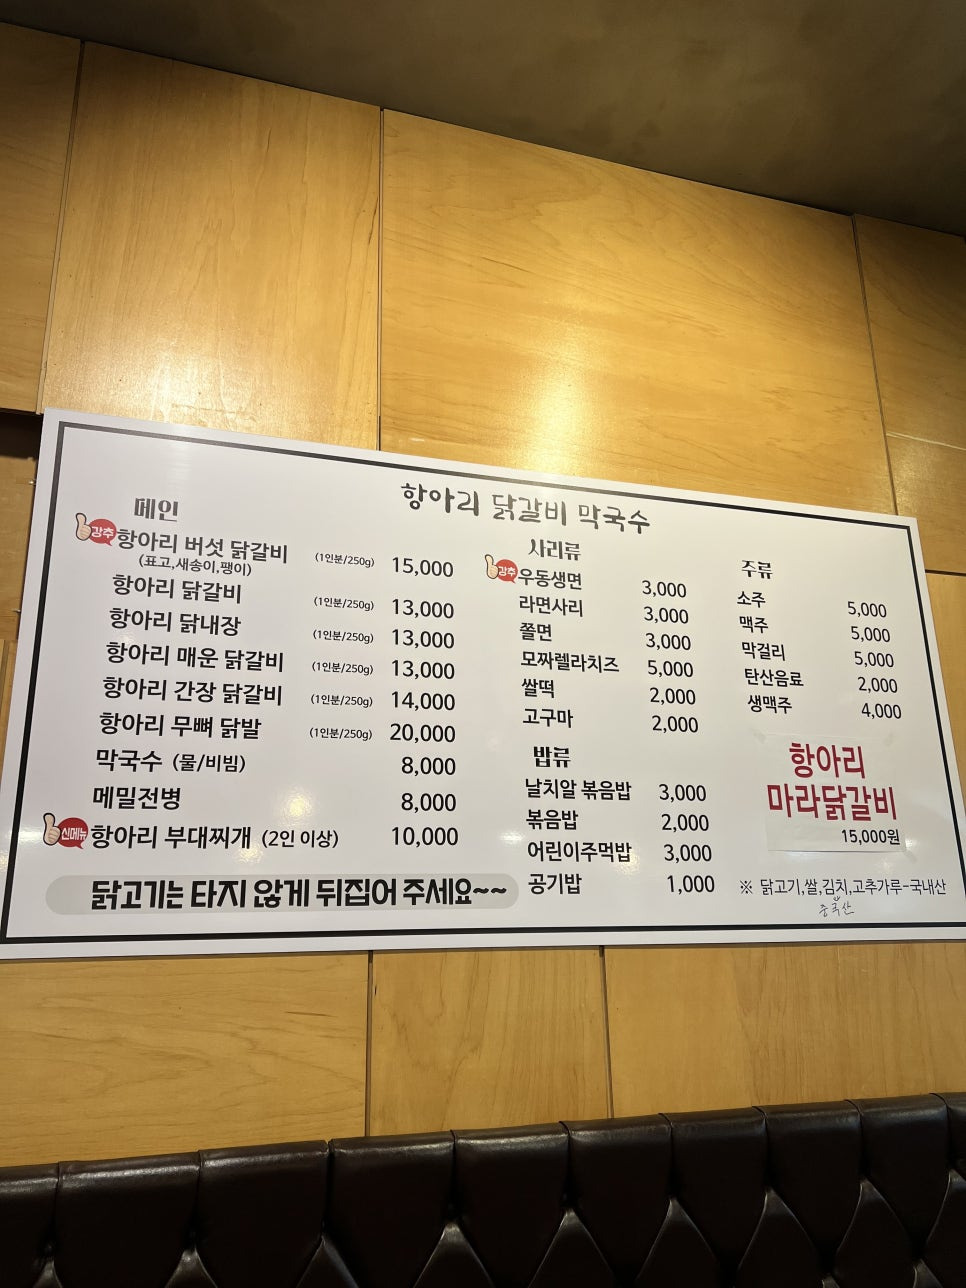 항아리 닭갈비 막국수
메인
강추 항아리 버섯 닭갈비 (1인분/250g) 15,000
(표고,새송이,팽이)
항아리 닭갈비 (1인분/250g) 13,000
항아리 닭내장 (1인분/250g) 13,000
항아리 매운 닭갈비 (1인분/250g) 13,000
항아리 간장 닭갈비 (1인분/250g) 14,000
항아리 무뼈 닭발 (1인분/250g) 20,000
막국수 (물/비빔) 8,000
메밀전병 8,000
신메뉴 항아리 부대찌개 (2인 이상) 10,000
닭고기는 타지 않게 뒤집어 주세요~~
사리류
강추 우동생면 3,000
라면사리 3,000
쫄면 3,000
모짜렐라치즈 5,000
쌀떡 2,000
고구마 2,000
밥류
날치알 볶음밥 3,000
볶음밥 2,000
어린이주먹밥 3,000
공기밥 1,000
주류
소주 5,000
맥주 5,000
막걸리 5,000
탄산음료 2,000
생맥주 4,000
항아리
마라닭갈비
15,000원
※ 닭고기,쌀,김치,고추가루-국내산
중국산